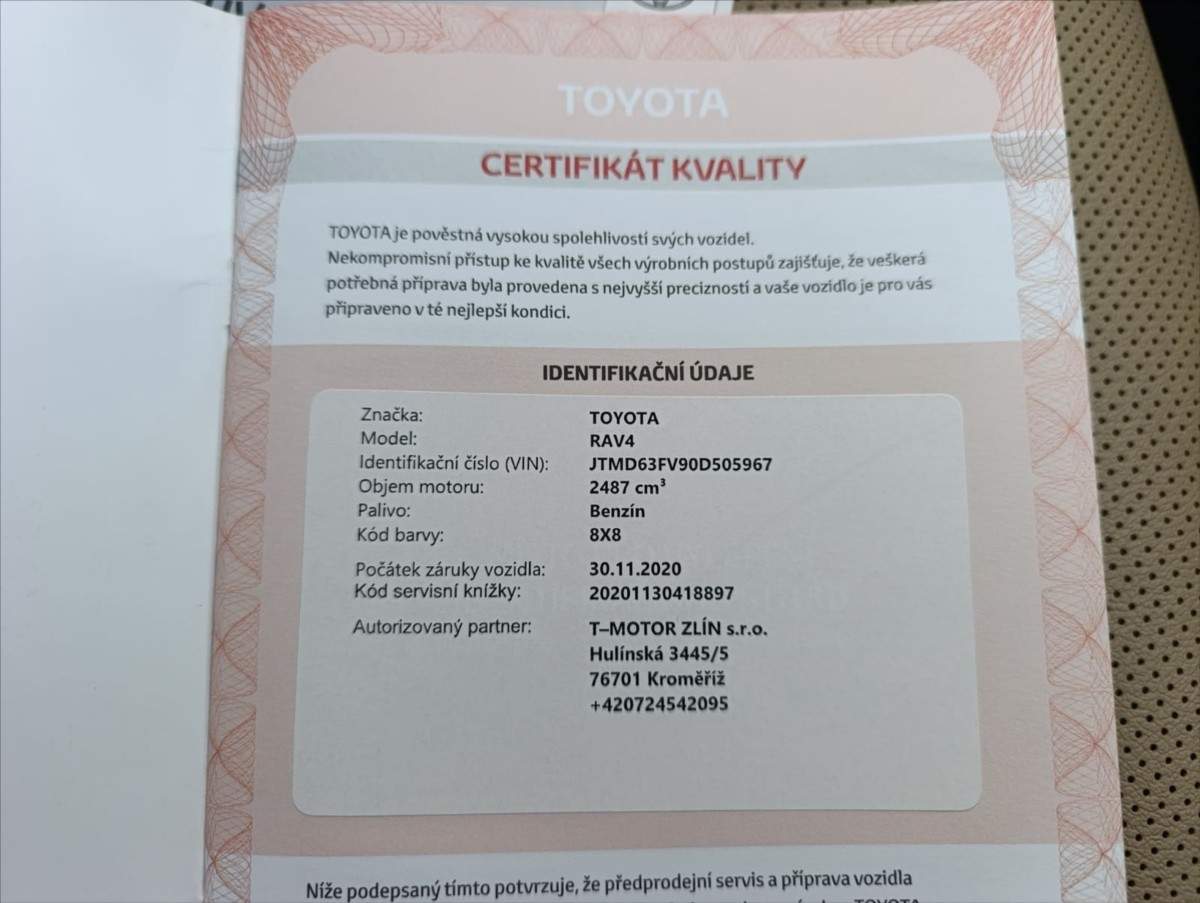 TOYOTA
CERTIFIKÁT KVALITY
TOYOTA je pověstná vysokou spolehlivostí svých vozidel.
Nekompromisní přístup ke kvalitě všech výrobních postupů zajišťuje, že veškerá
potřebná příprava byla provedena s nejvyšší precizností a vaše vozidlo je pro vás
připraveno v té nejlepší kondici.
IDENTIFIKAČNÍ ÚDAJE
Značka: TOYOTA
Model: RAV4
Identifikační číslo (VIN): JTMD63FV90D505967
Objem motoru: 2487 cm³
Palivo: Benzín
Kód barvy: 8X8
Počátek záruky vozidla: 30.11.2020
Kód servisní knížky: 20201130418897
Autorizovaný partner: T–MOTOR ZLÍN s.r.o.
Hulínská 3445/5
76701 Kroměříž
+420724542095
Níže podepsaný tímto potvrzuje, že předprodejní servis a příprava vozidla
TOYOTA